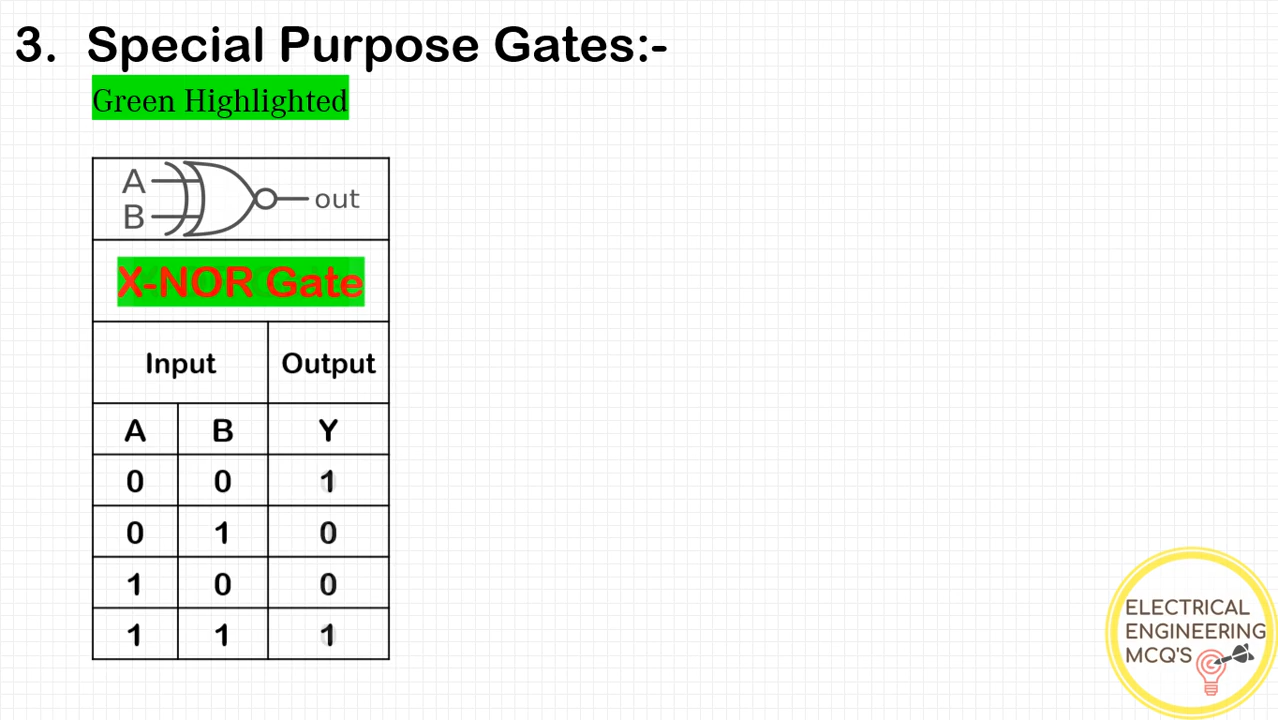 3. Special Purpose Gates:-
Green Highlighted
A
B
out
X-NOR Gate
Input Output
A B Y
0 0 1
0 1 0
1 0 0
1 1 1
ELECTRICAL
ENGINEERING
MCQ'S